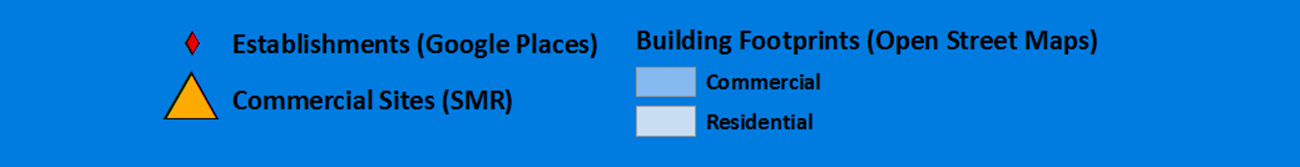 Establishments (Google Places)
Commercial Sites (SMR)
Building Footprints (Open Street Maps)
Commercial
Residential